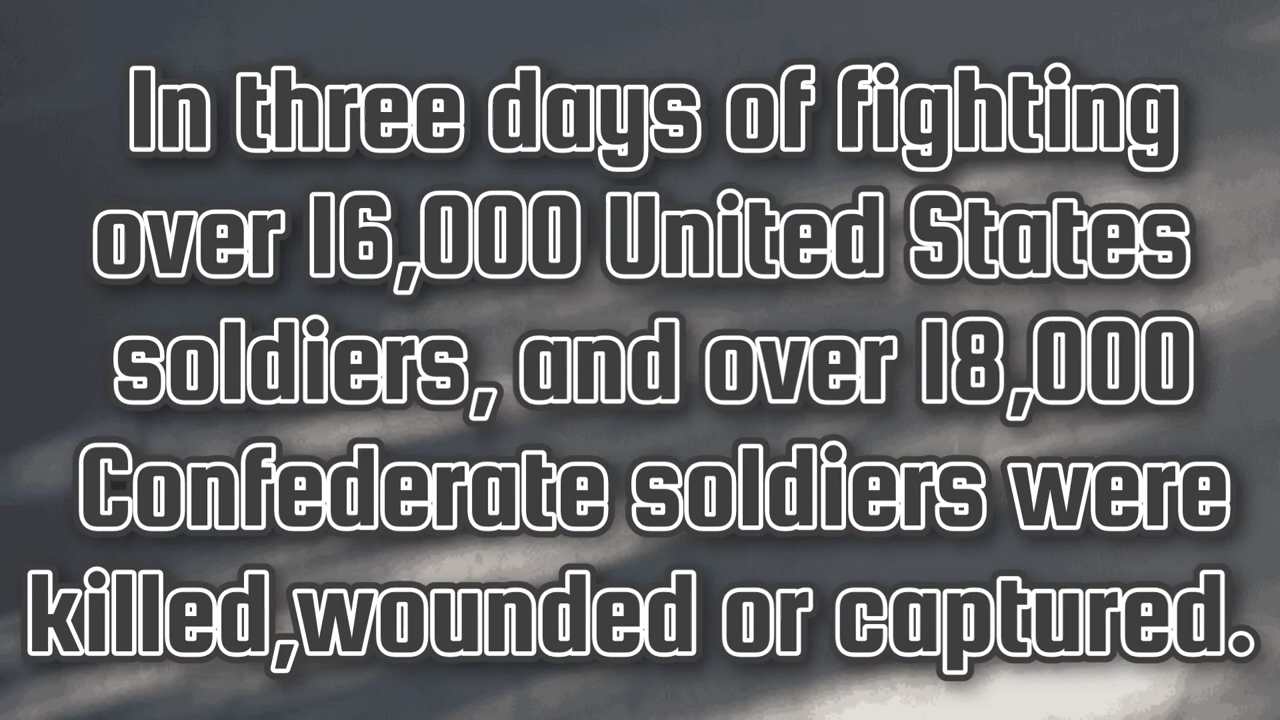 In three days of fighting
over 16,000 United States
soldiers, and over 18,000
Confederate soldiers were
killed,wounded or captured.